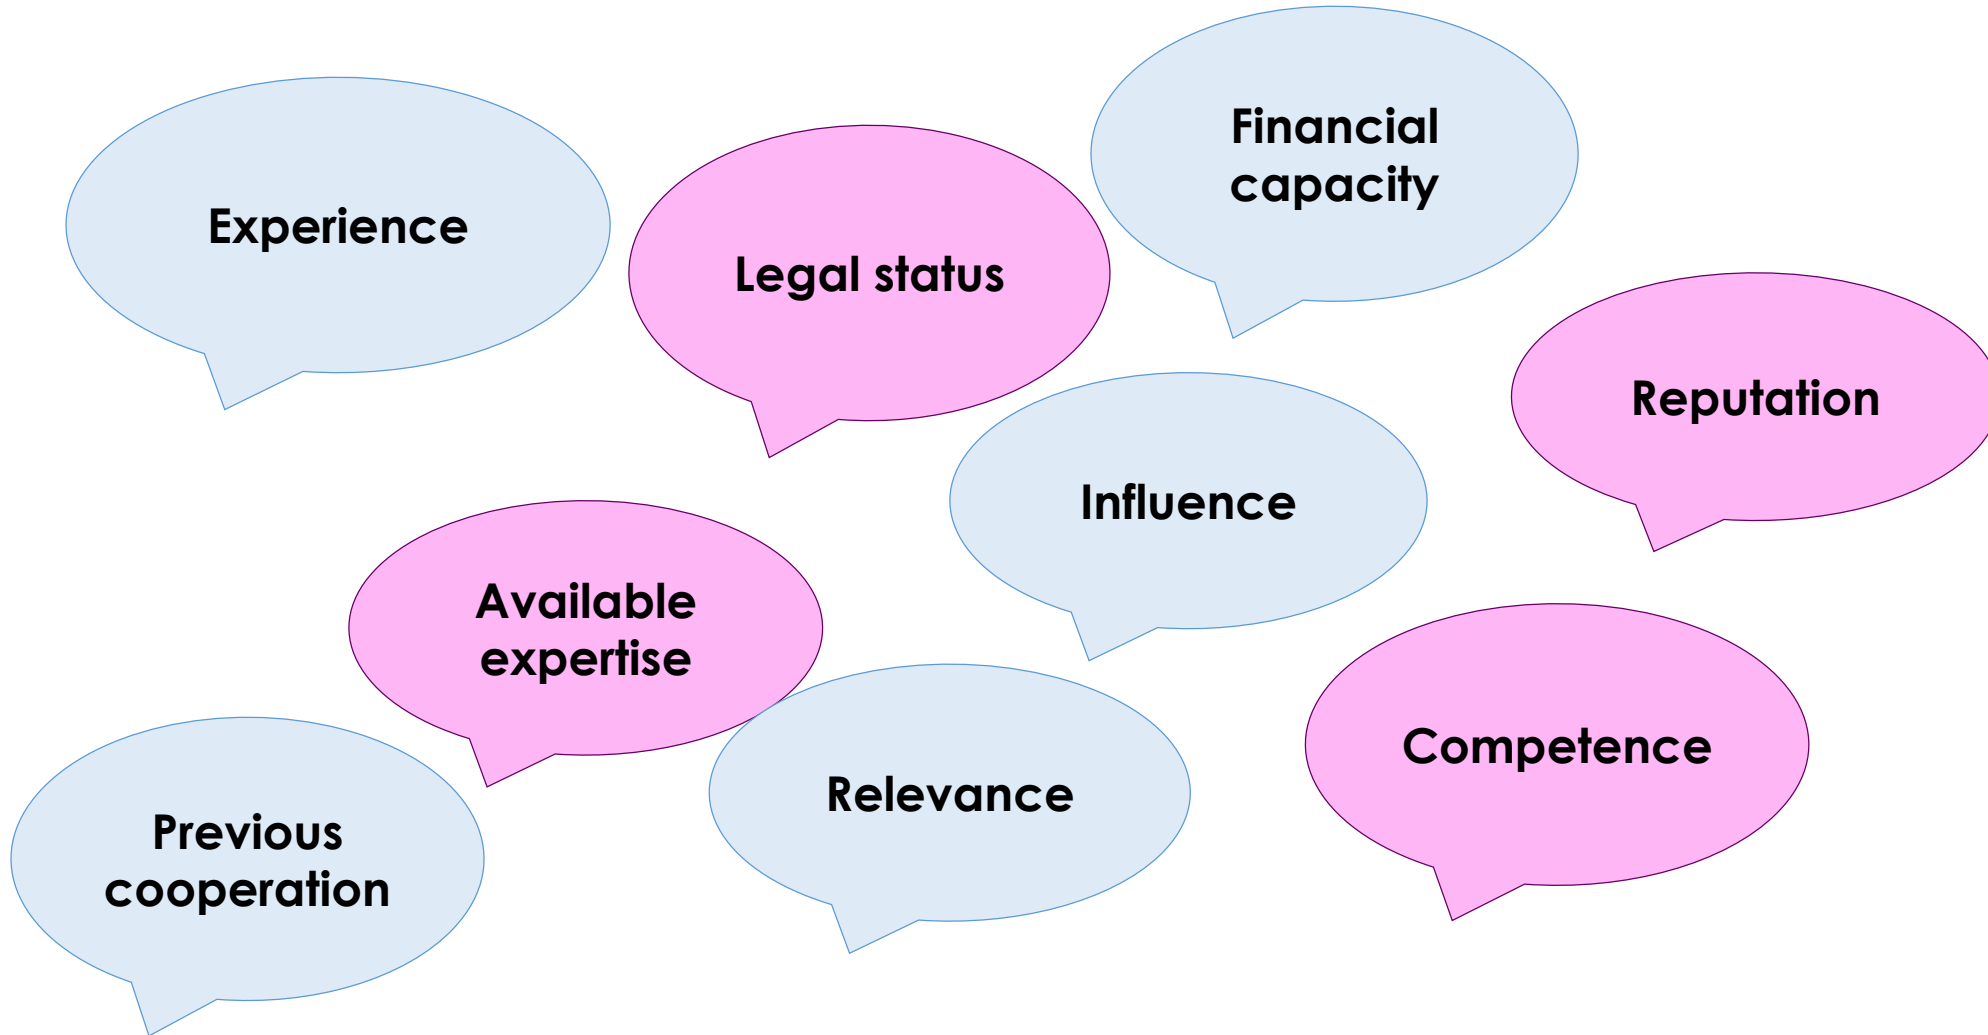 Financial
capacity
Experience
Legal status
Reputation
Influence
Available
expertise
Competence
Relevance
Previous
cooperation